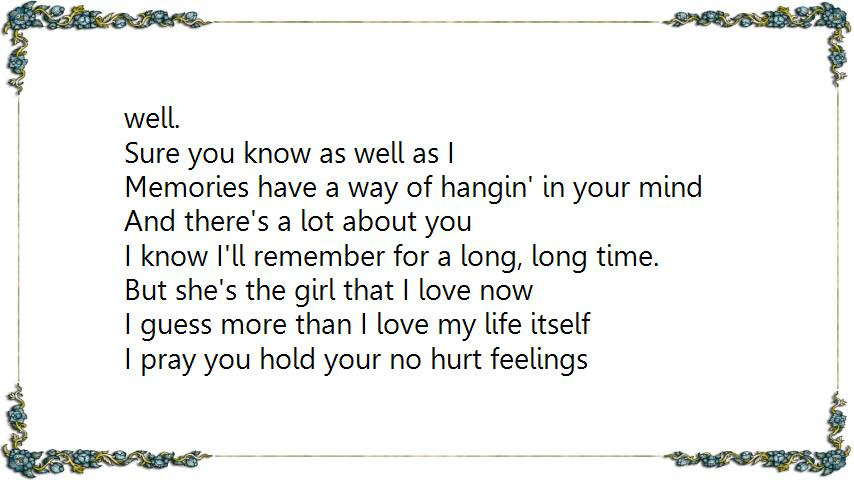 well.
Sure you know as well as I
Memories have a way of hangin' in your mind
And there's a lot about you
I know I'll remember for a long, long time.
But she's the girl that I love now
I guess more than I love my life itself
I pray you hold your no hurt feelings